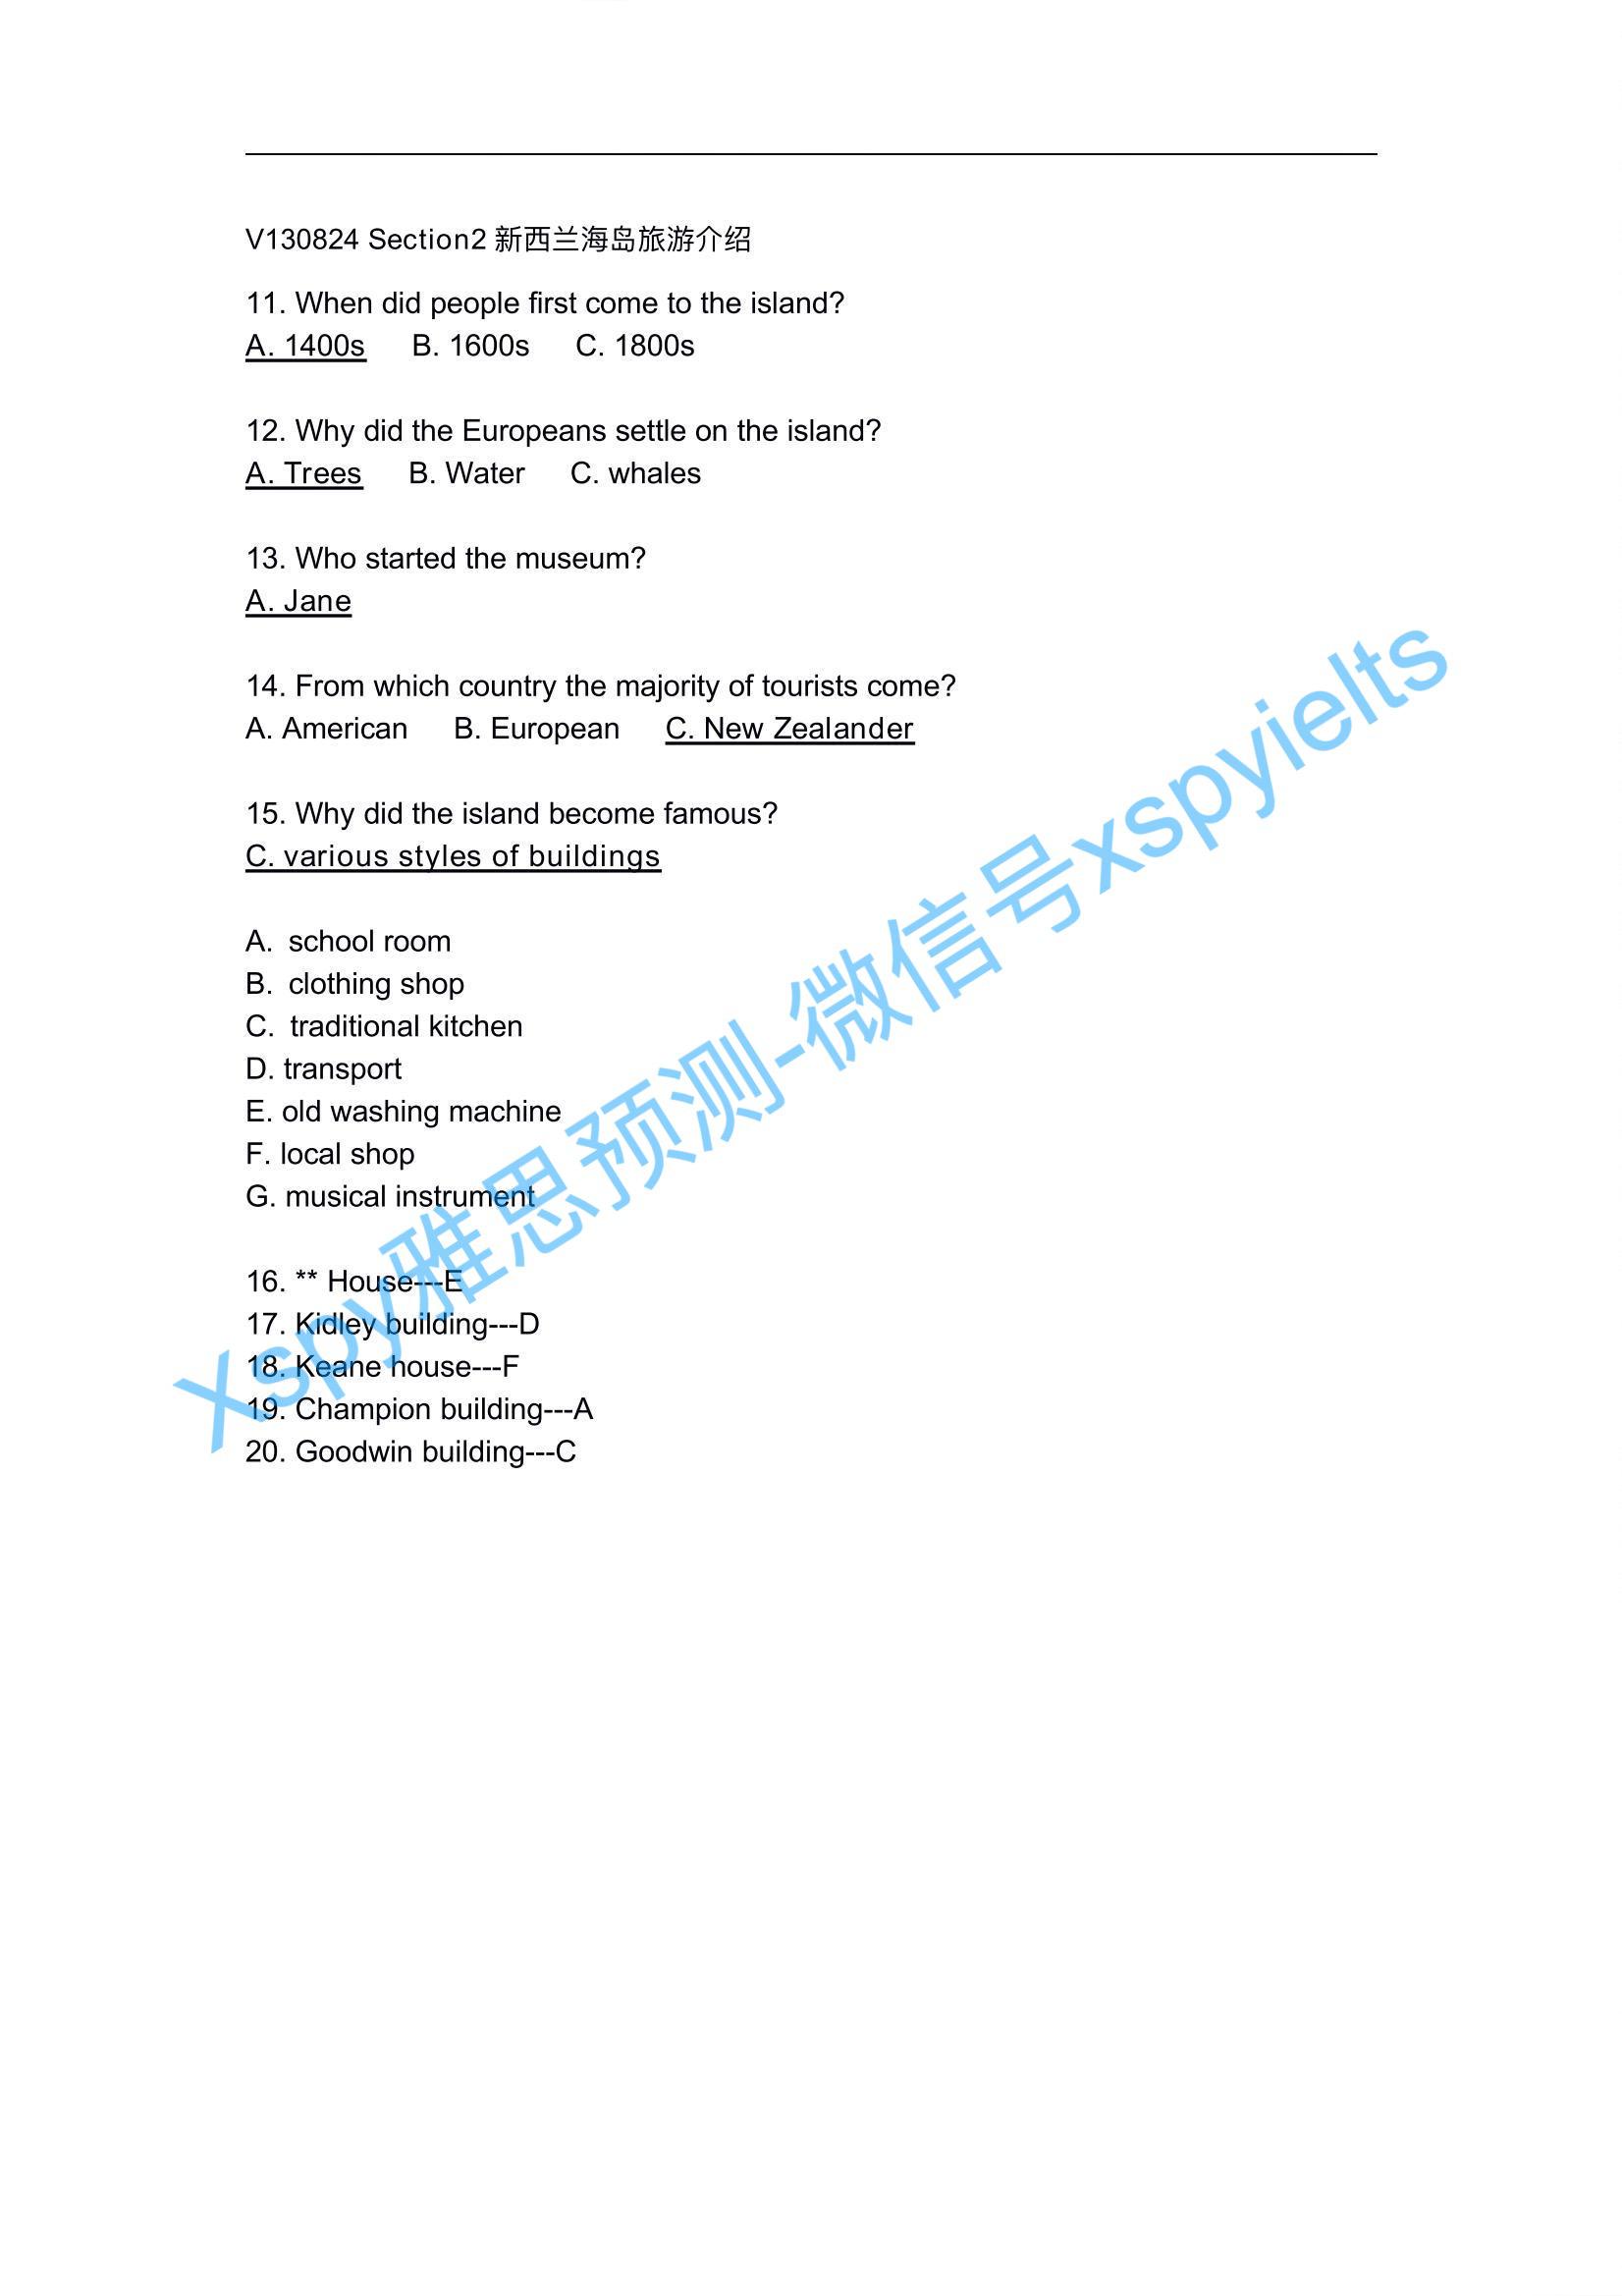 V130824 Section2 新西兰海岛旅游介绍
11. When did people first come to the island?
A. 1400s B. 1600s C. 1800s
12. Why did the Europeans settle on the island?
A. Trees B. Water C. whales
13. Who started the museum?
A. Jane
14. From which country the majority of tourists come?
A. American B. European C. New Zealander
15. Why did the island become famous?
C. various styles of buildings
A. school room
B. clothing shop
C. traditional kitchen
D. transport
E. old washing machine
F. local shop
G. musical instrument
16. ** House---E
17. Kidley building---D
18. Keane house---F
19. Champion building---A
20. Goodwin building---C
xspy雅思预测-微信号xspyielts